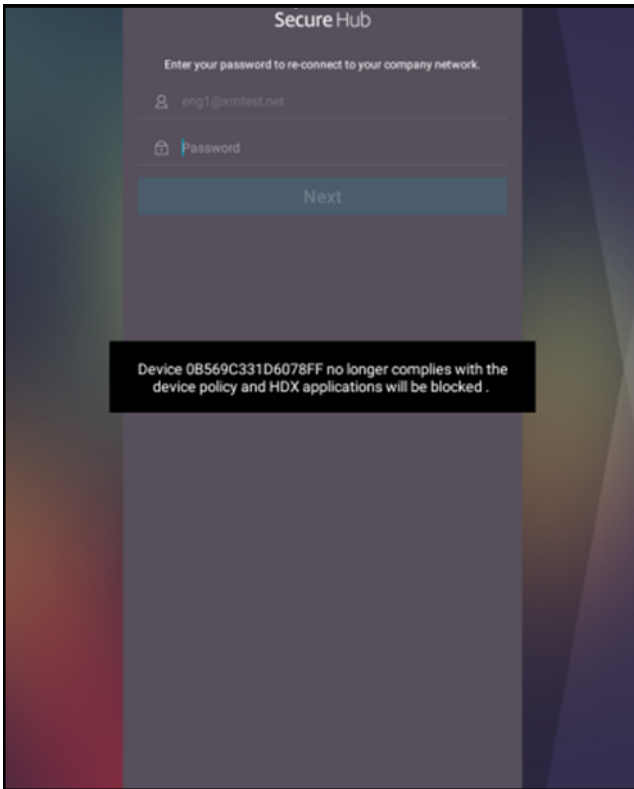 Secure Hub
Enter your password to re-connect to your company network.
eng1@xmtest.net
Password
Next
Device 0B569C331D6078FF no longer complies with the
device policy and HDX applications will be blocked .